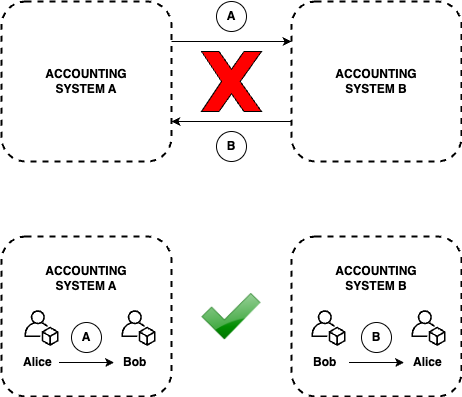 A
ACCOUNTING
SYSTEM A
ACCOUNTING
SYSTEM B
B
ACCOUNTING
SYSTEM A
A
Alice
Bob
ACCOUNTING
SYSTEM B
B
Bob
Alice